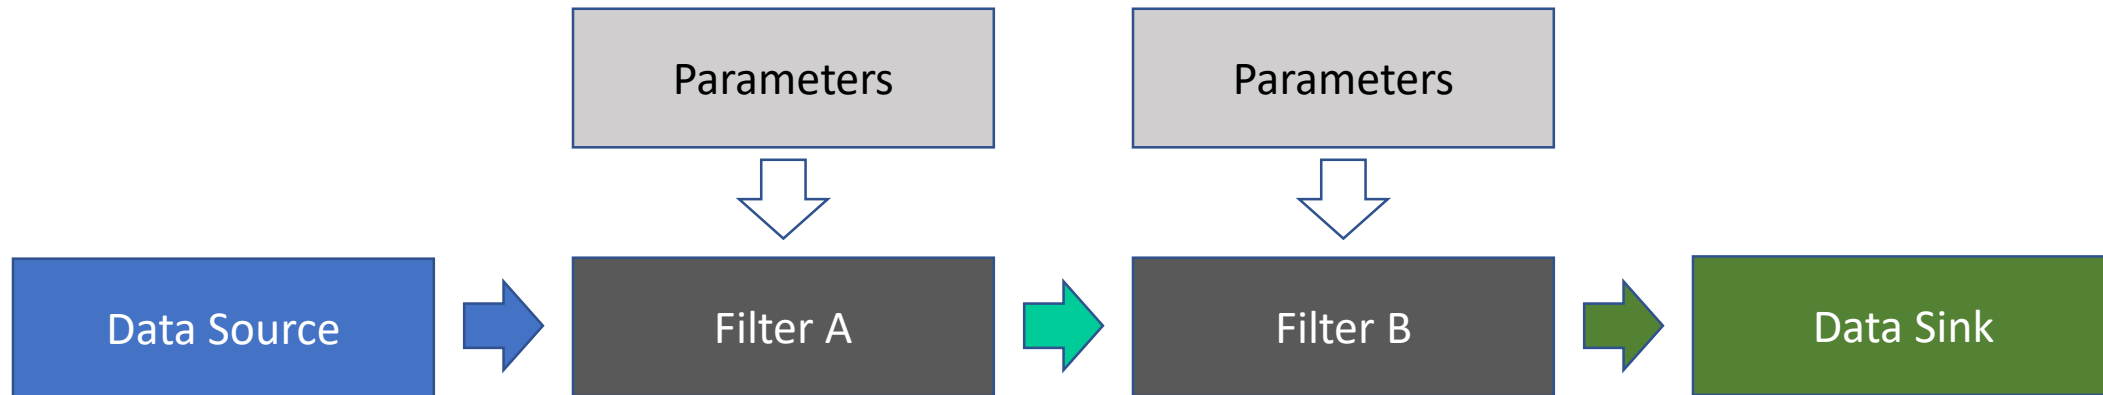 Parameters
Parameters
Data Source
Filter A
Filter B
Data Sink